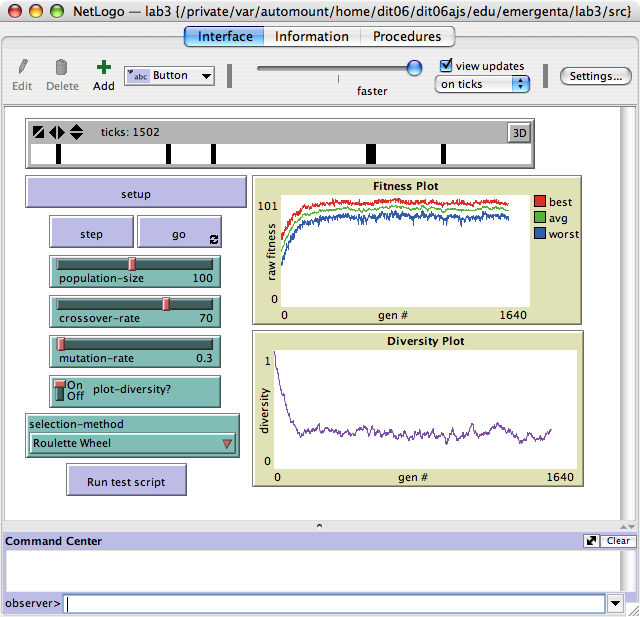 NetLogo — lab3 {/private/var/automount/home/dit06/dit06ajs/edu/emergenta/lab3/src}
Interface Information Procedures
Edit Delete Add abc Button faster view updates on ticks Settings...
ticks: 1502 3D
setup
step go
population-size 100
crossover-rate 70
mutation-rate 0.3
On Off plot-diversity?
selection-method
Roulette Wheel
Run test script
Fitness Plot
101
raw fitness
0
0 gen # 1640
best
avg
worst
Diversity Plot
1
diversity
0
0 gen # 1640
Command Center Clear
observer>